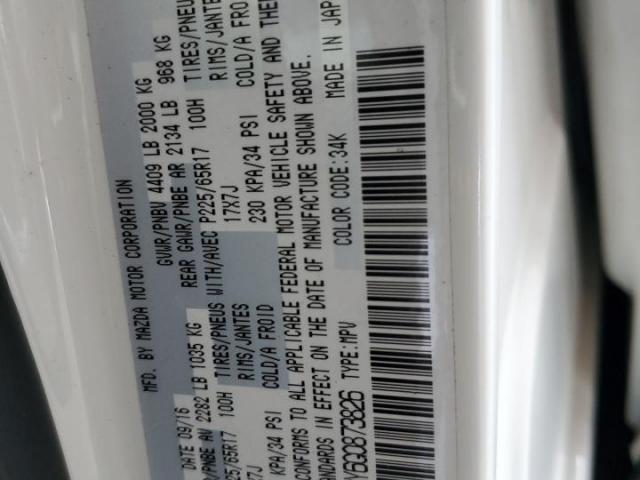 MFD. BY MAZDA MOTOR CORPORATION
DATE 09/16 GVWR/PNBV 4409 LB 2000 KG
/PNBE AV 2282 LB 1035 KG REAR GAWR/PNBE AR 2134 LB 968 KG
25/65R17 100H TIRES/PNEUS WITH/AVEC P225/65R17 100H TIRES/PNEU
7J RIMS/JANTES 17X7J RIMS/JANTES
KPA/34 PSI COLD/A FROID 230 KPA/34 PSI COLD/A FRO
CONFORMS TO ALL APPLICABLE FEDERAL MOTOR VEHICLE SAFETY AND THE
ANDARDS IN EFFECT ON THE DATE OF MANUFACTURE SHOWN ABOVE.
Y6G0873826 TYPE:MPV COLOR CODE:34K MADE IN JAP